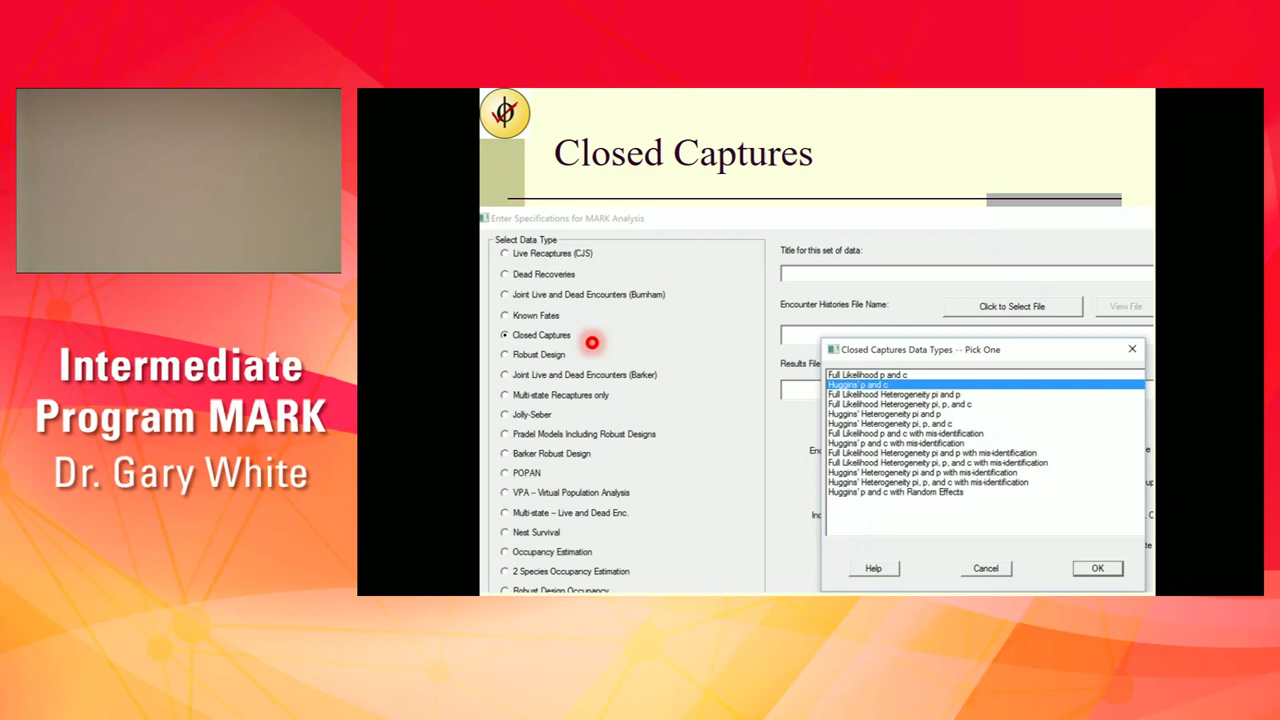 Closed Captures
Enter Specifications for MARK Analysis
Select Data Type
Live Recaptures (CJS)
Dead Recoveries
Joint Live and Dead Encounters (Burnham)
Known Fates
Closed Captures
Robust Design
Joint Live and Dead Encounters (Barker)
Multi-state Recaptures only
Jolly-Seber
Pradel Models Including Robust Designs
Barker Robust Design
POPAN
VPA – Virtual Population Analysis
Multi-state – Live and Dead Enc.
Nest Survival
Occupancy Estimation
2 Species Occupancy Estimation
Robust Design Occupancy
Title for this set of data:
Encounter Histories File Name:
Click to Select File
View File
Results File
Closed Captures Data Types -- Pick One
Full Likelihood p and c
Huggins' p and c
Full Likelihood Heterogeneity pi and p
Full Likelihood Heterogeneity pi, p, and c
Huggins' Heterogeneity pi and p
Huggins' Heterogeneity pi, p, and c
Full Likelihood p and c with mis-identification
Huggins' p and c with mis-identification
Full Likelihood Heterogeneity pi and p with mis-identification
Full Likelihood Heterogeneity pi, p, and c with mis-identification
Huggins' Heterogeneity pi and p with mis-identification
Huggins' Heterogeneity pi, p, and c with mis-identification
Huggins' p and c with Random Effects
Help
Cancel
OK
Intermediate
Program MARK
Dr. Gary White